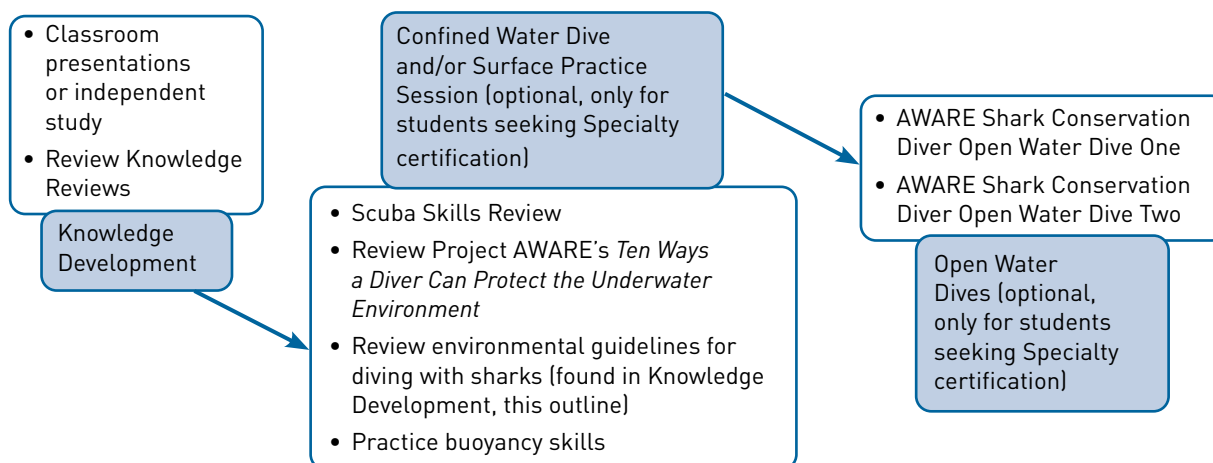 • Classroom
presentations
or independent
study
• Review Knowledge
Reviews
Knowledge
Development
Confined Water Dive
and/or Surface Practice
Session (optional, only for
students seeking Specialty
certification)
• Scuba Skills Review
• Review Project AWARE’s Ten Ways
a Diver Can Protect the Underwater
Environment
• Review environmental guidelines for
diving with sharks (found in Knowledge
Development, this outline)
• Practice buoyancy skills
• AWARE Shark Conservation
Diver Open Water Dive One
• AWARE Shark Conservation
Diver Open Water Dive Two
Open Water
Dives (optional,
only for students
seeking Specialty
certification)